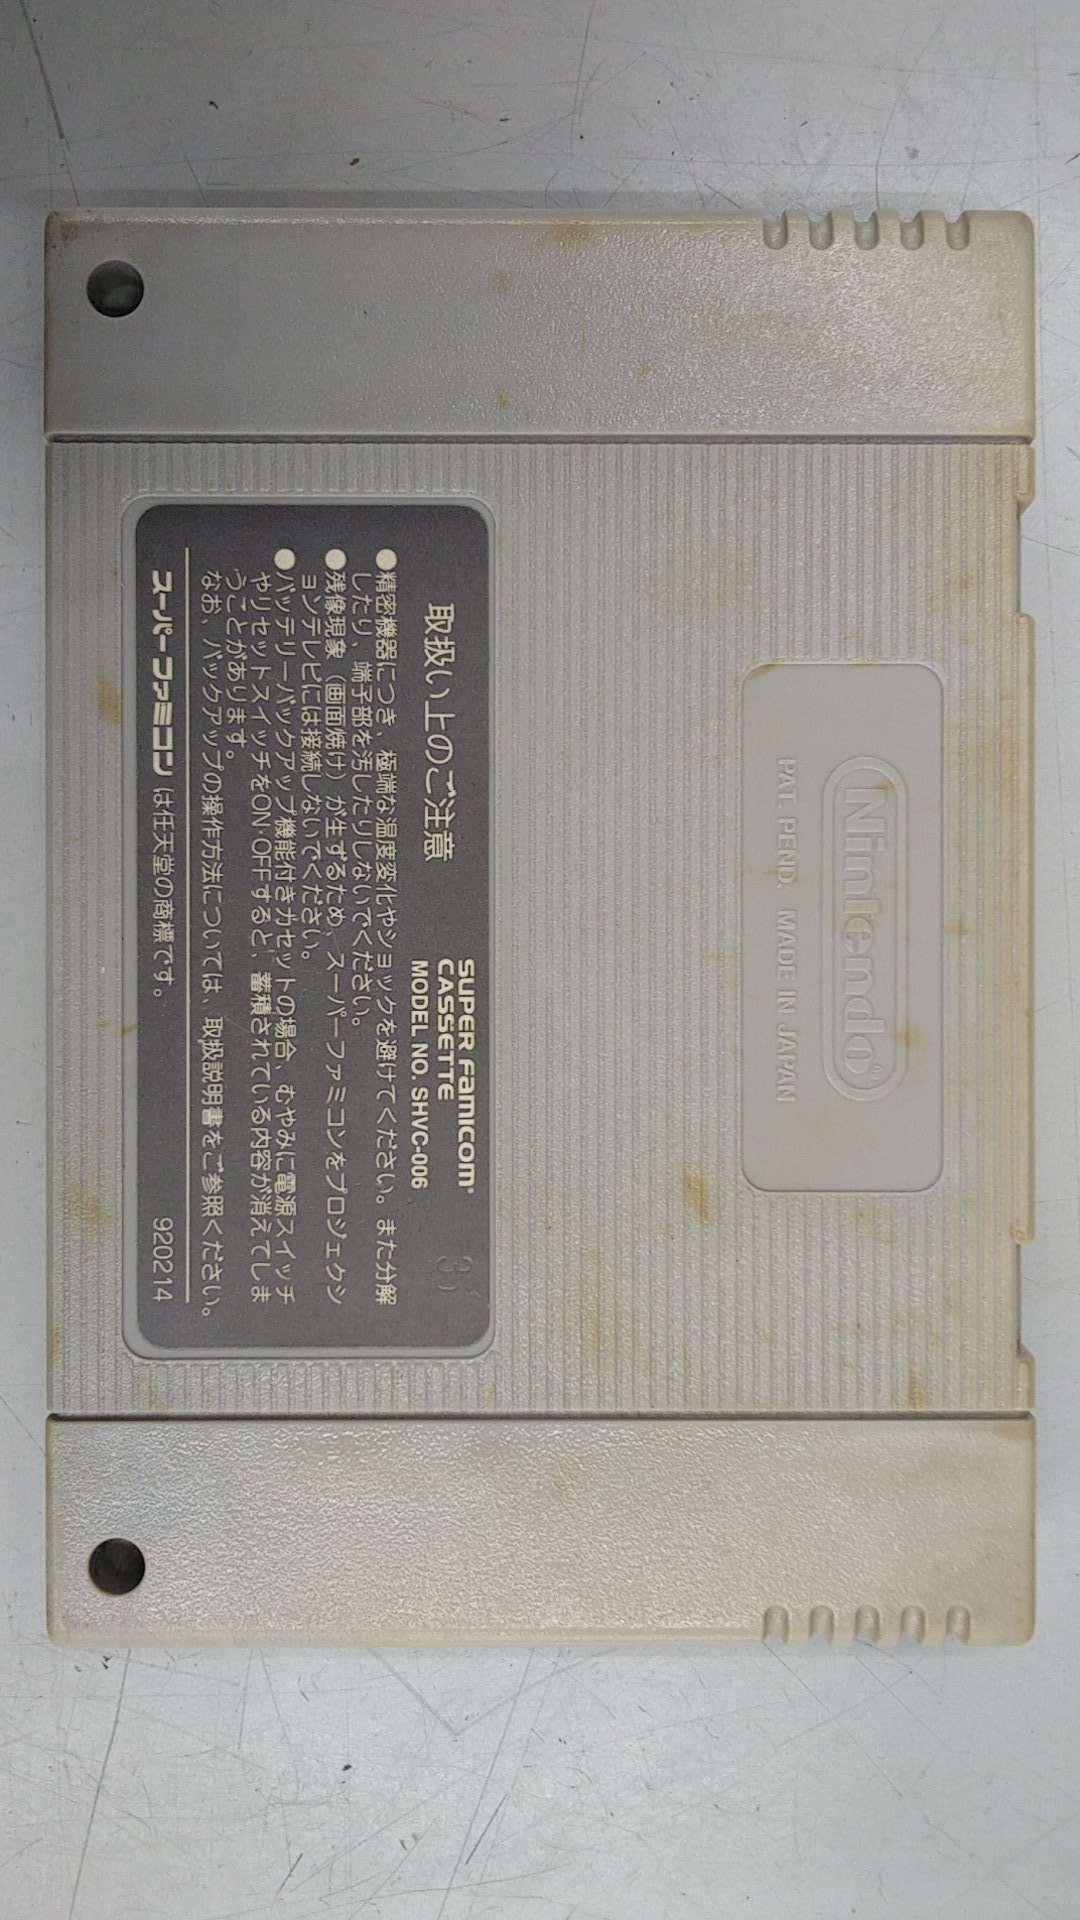 Nintendo®
PAT. PEND. MADE IN JAPAN
SUPER FAMICOM®
CASSETTE
MODEL NO. SHVC-006
取扱い上のご注意
●精密機器につき、極端な温度変化やショックを避けてください。また分解
したり、端子部を汚したりしないでください。
●残像現象（画面焼け）が生ずるため、スーパーファミコンをプロジェクシ
ョンテレビには接続しないでください。
●バッテリーバックアップ機能付きカセットの場合、むやみに電源スイッチ
やリセットスイッチをON・OFFすると、蓄積されている内容が消えてしま
うことがあります。
なお、バックアップの操作方法については、取扱説明書をご参照ください。
スーパーファミコン は任天堂の商標です。 920214